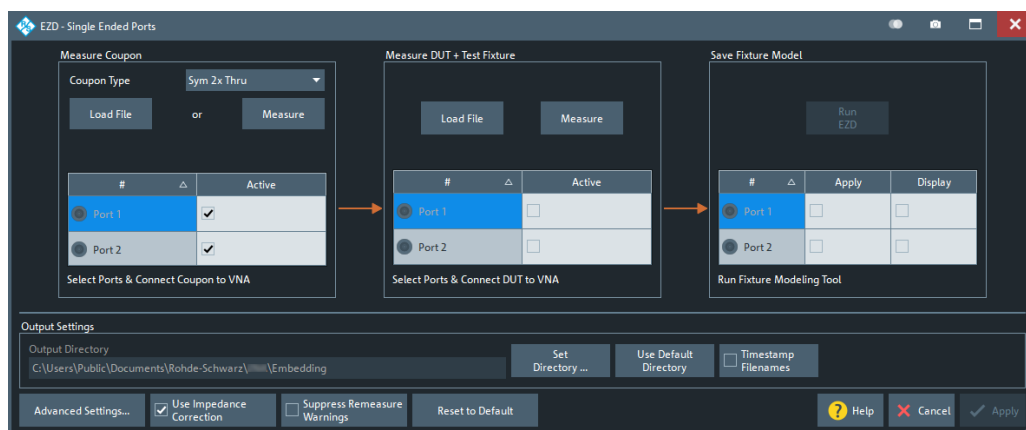 EZD - Single Ended Ports
Measure Coupon
Coupon Type
Sym 2x Thru
Load File
or
Measure
# Active
Port 1
Port 2
Select Ports & Connect Coupon to VNA
Measure DUT + Test Fixture
Load File
Measure
# Active
Port 1
Port 2
Select Ports & Connect DUT to VNA
Save Fixture Model
Run
EZD
# Apply Display
Port 1
Port 2
Run Fixture Modeling Tool
Output Settings
Output Directory
C:\Users\Public\Documents\Rohde-Schwarz\ \Embedding
Set
Directory ...
Use Default
Directory
Timestamp
Filenames
Advanced Settings...
Use Impedance
Correction
Suppress Remeasure
Warnings
Reset to Default
? Help
Cancel
Apply